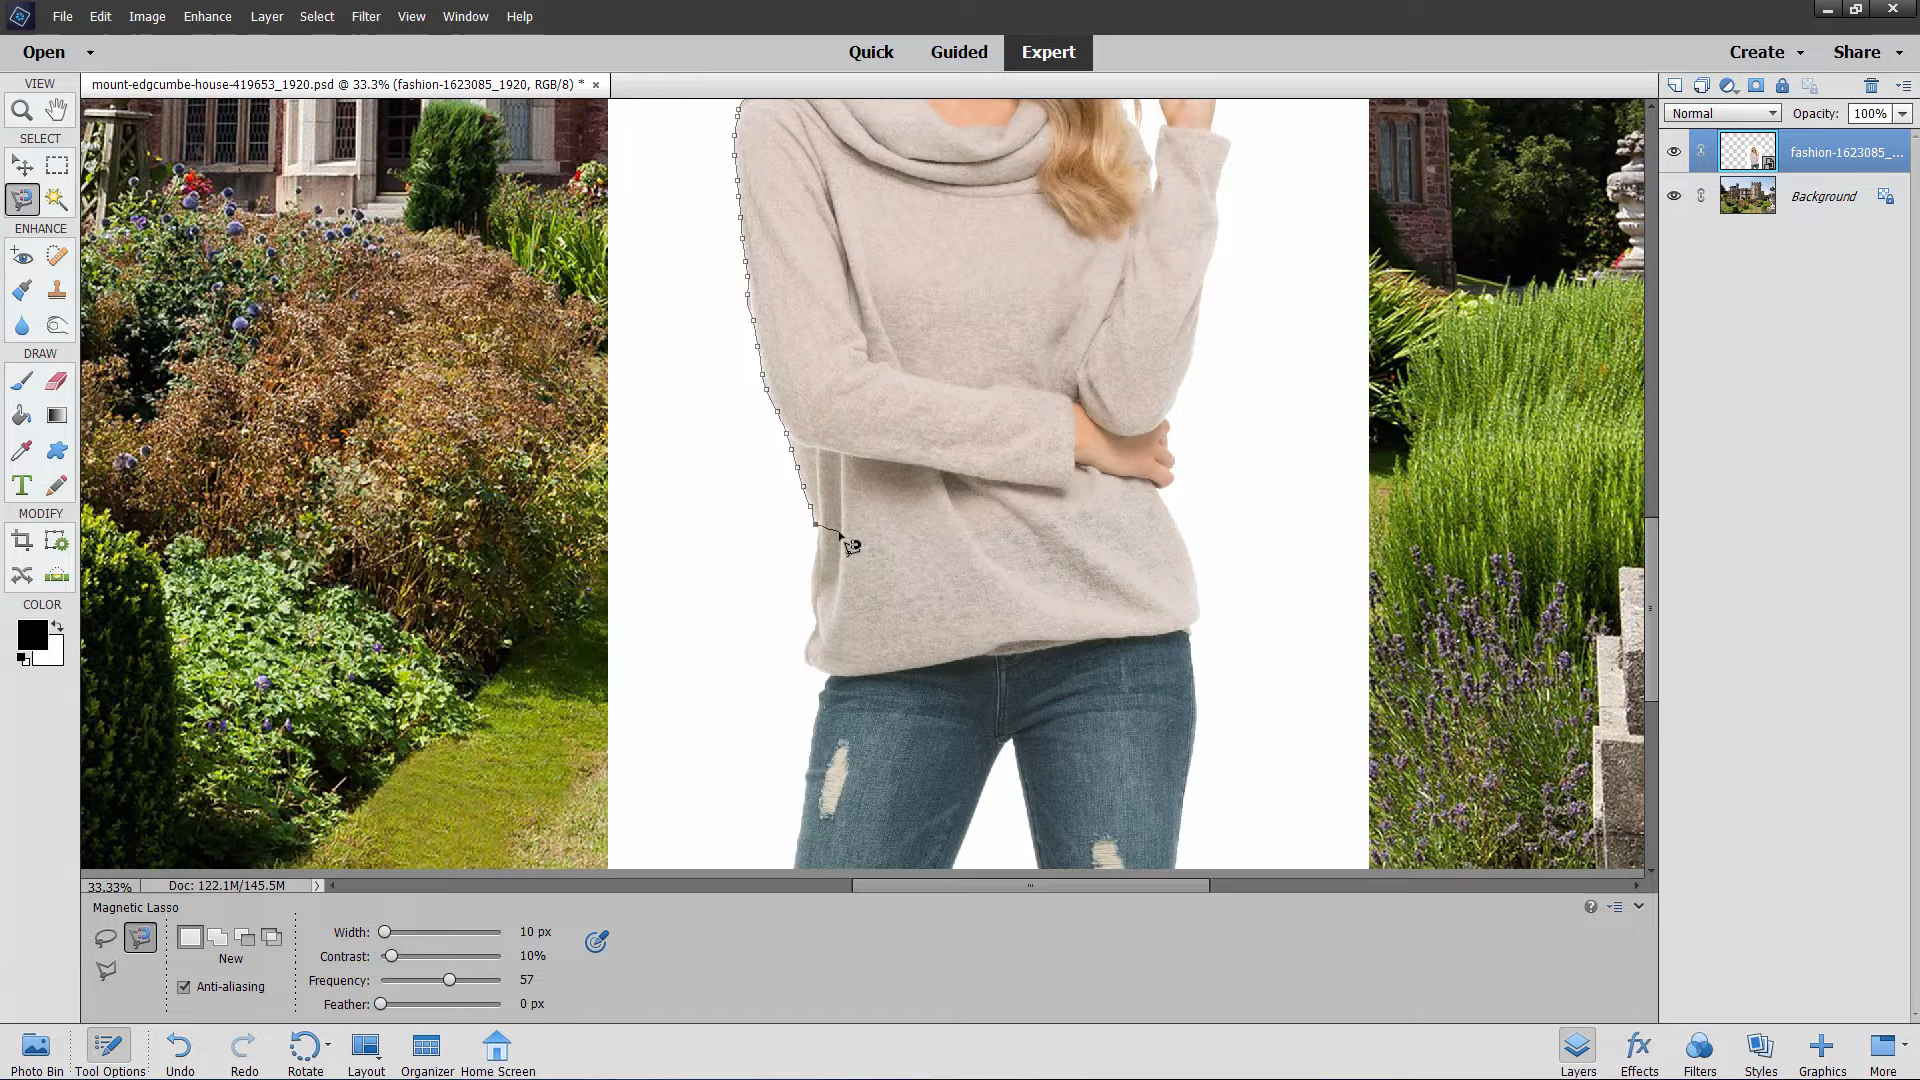 File Edit Image Enhance Layer Select Filter View Window Help
Open Quick Guided Expert Create Share
VIEW
mount-edgcumbe-house-419653_1920.psd @ 33.3% (fashion-1623085_1920, RGB/8) *
Normal Opacity: 100%
SELECT
fashion-1623085_...
Background
ENHANCE
DRAW
T
MODIFY
COLOR
33.33% Doc: 122.1M/145.5M
Magnetic Lasso
New
Anti-aliasing
Width: 10 px
Contrast: 10%
Frequency: 57
Feather: 0 px
Photo Bin Tool Options Undo Redo Rotate Layout Organizer Home Screen
fx
Layers Effects Filters Styles Graphics More